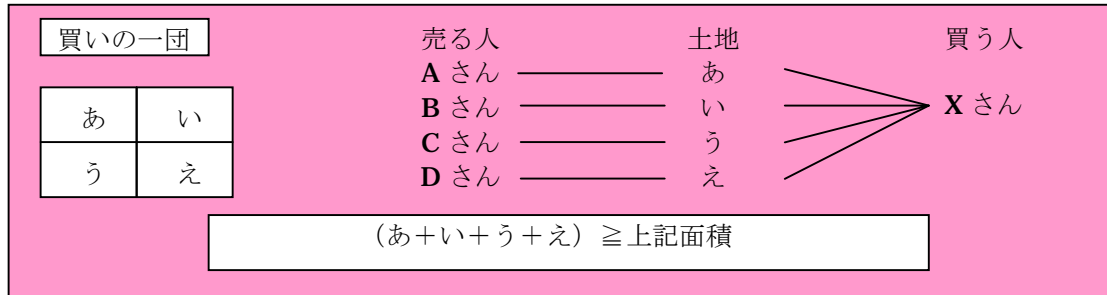 買いの一団
売る人 土地 買う人
Aさん あ
Bさん い Xさん
Cさん う
Dさん え
あ い
う え
(あ+い+う+え)≧上記面積